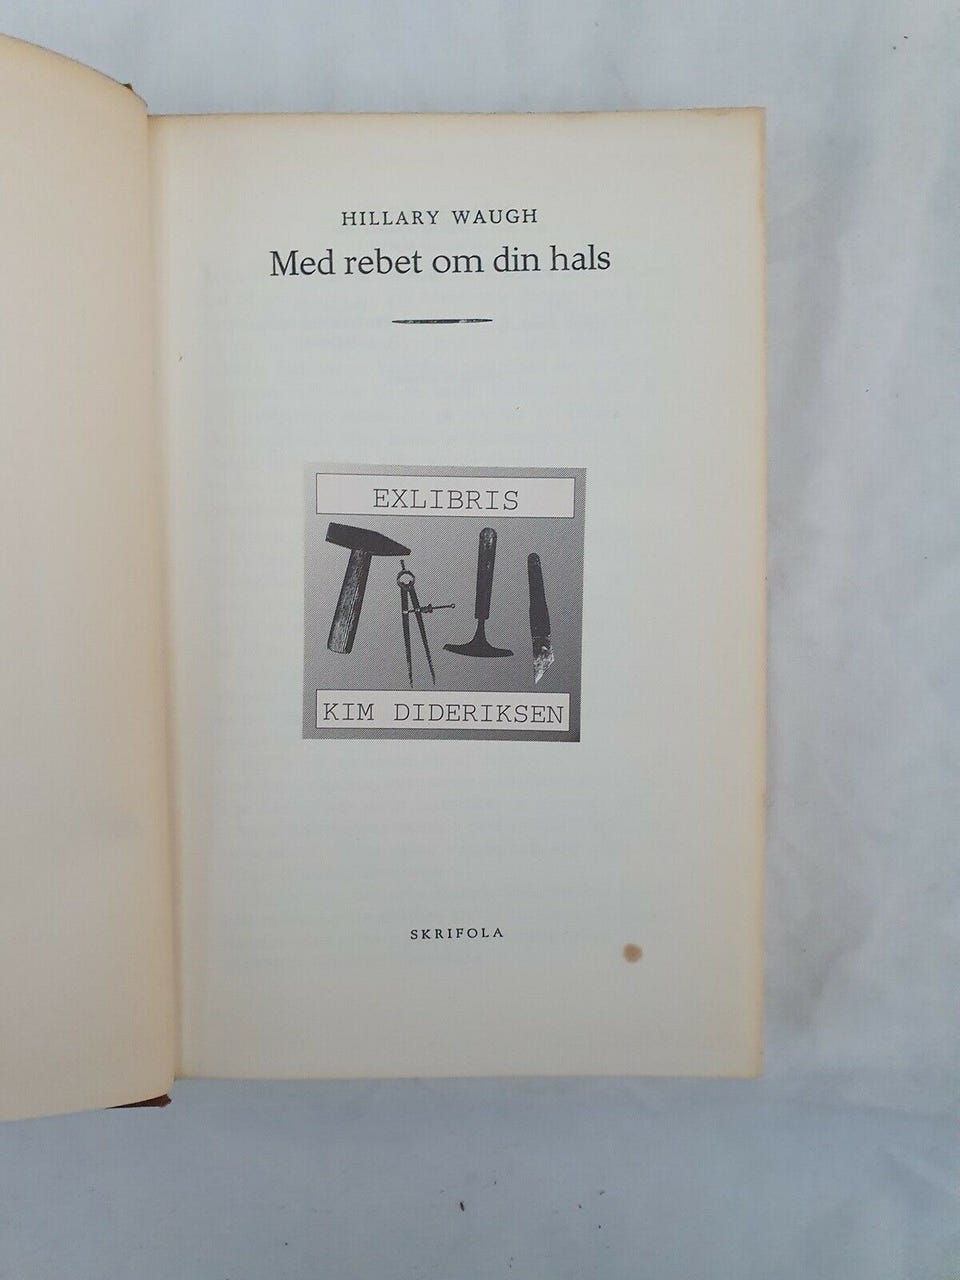 HILLARY WAUGH
Med rebet om din hals
EXLIBRIS
KIM DIDERIKSEN
SKRIFOLA